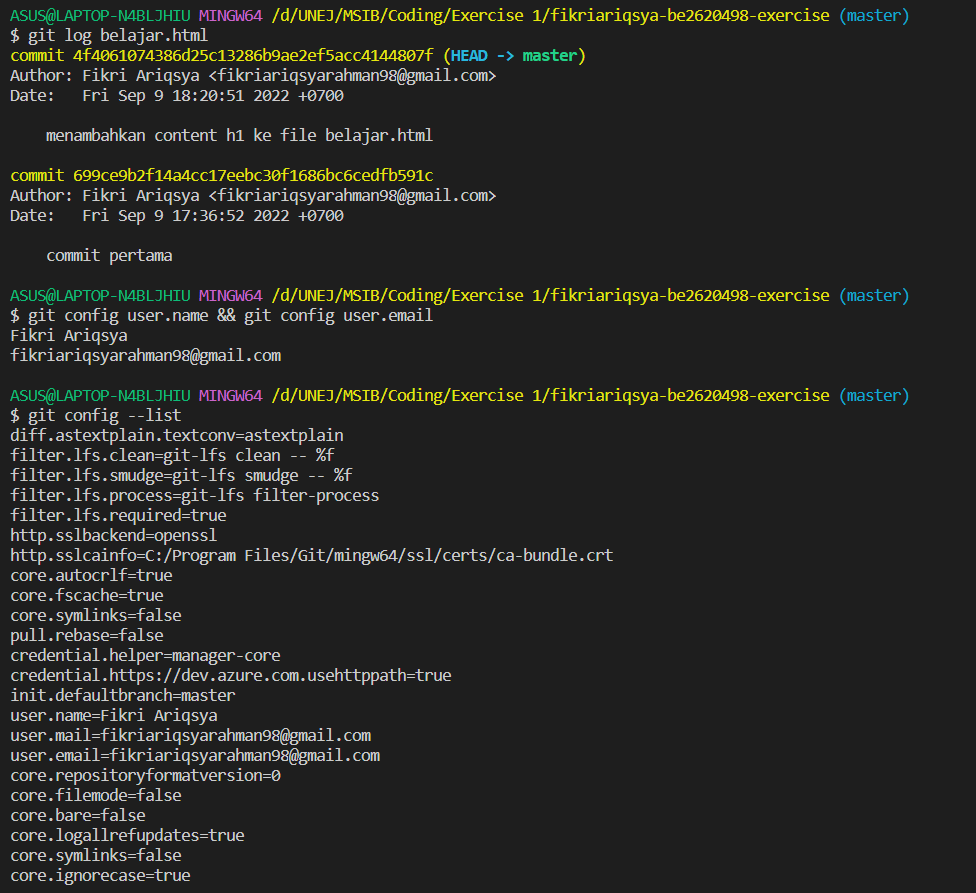 ASUS@LAPTOP-N4BLJHIU MINGW64 /d/UNEJ/MSIB/Coding/Exercise 1/fikriariqsya-be2620498-exercise (master)
$ git log belajar.html
commit 4f4061074386d25c13286b9ae2ef5acc4144807f (HEAD -> master)
Author: Fikri Ariqsya <fikriariqsyarahman98@gmail.com>
Date:   Fri Sep 9 18:20:51 2022 +0700

    menambahkan content h1 ke file belajar.html

commit 699ce9b2f14a4cc17eebc30f1686bc6cedfb591c
Author: Fikri Ariqsya <fikriariqsyarahman98@gmail.com>
Date:   Fri Sep 9 17:36:52 2022 +0700

    commit pertama

ASUS@LAPTOP-N4BLJHIU MINGW64 /d/UNEJ/MSIB/Coding/Exercise 1/fikriariqsya-be2620498-exercise (master)
$ git config user.name && git config user.email
Fikri Ariqsya
fikriariqsyarahman98@gmail.com

ASUS@LAPTOP-N4BLJHIU MINGW64 /d/UNEJ/MSIB/Coding/Exercise 1/fikriariqsya-be2620498-exercise (master)
$ git config --list
diff.astextplain.textconv=astextplain
filter.lfs.clean=git-lfs clean -- %f
filter.lfs.smudge=git-lfs smudge -- %f
filter.lfs.process=git-lfs filter-process
filter.lfs.required=true
http.sslbackend=openssl
http.sslcainfo=C:/Program Files/Git/mingw64/ssl/certs/ca-bundle.crt
core.autocrlf=true
core.fscache=true
core.symlinks=false
pull.rebase=false
credential.helper=manager-core
credential.https://dev.azure.com.usehttppath=true
init.defaultbranch=master
user.name=Fikri Ariqsya
user.mail=fikriariqsyarahman98@gmail.com
user.email=fikriariqsyarahman98@gmail.com
core.repositoryformatversion=0
core.filemode=false
core.bare=false
core.logallrefupdates=true
core.symlinks=false
core.ignorecase=true